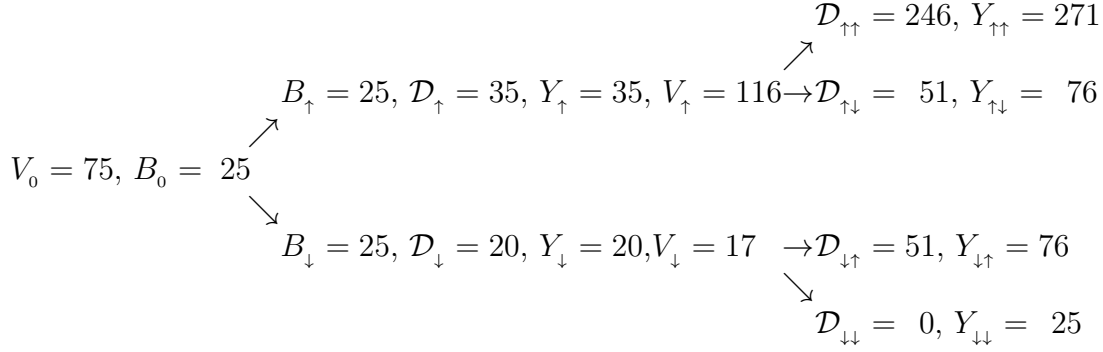 𝒟↑↑ = 246, Y↑↑ = 271
B↑ = 25, 𝒟↑ = 35, Y↑ = 35, V↑ = 116→𝒟↑↓ = 51, Y↑↓ = 76
V₀ = 75, B₀ = 25
B↓ = 25, 𝒟↓ = 20, Y↓ = 20,V↓ = 17 →𝒟↓↑ = 51, Y↓↑ = 76
𝒟↓↓ = 0, Y↓↓ = 25